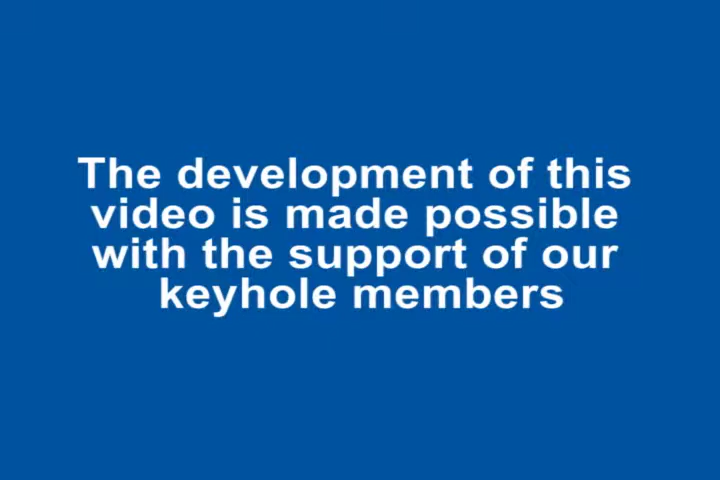 The development of this
video is made possible
with the support of our
keyhole members